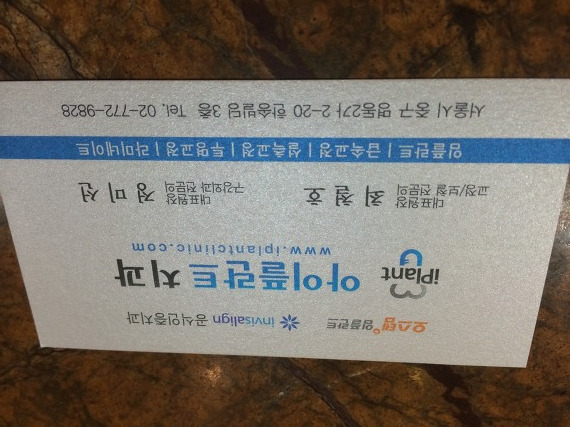 오스템 임플란트 invisalign 공식인증치과
iPlant 아이플란트 치과
www.iplantclinic.com
교정/보철 전문의 대표원장 최철호 구강외과 전문의 대표원장 정미선
임플란트 | 급속교정 | 설측교정 | 투명교정 | 라미네이트
서울시 중구 명동2가 2-20 한송빌딩 3층 Tel. 02-772-9828